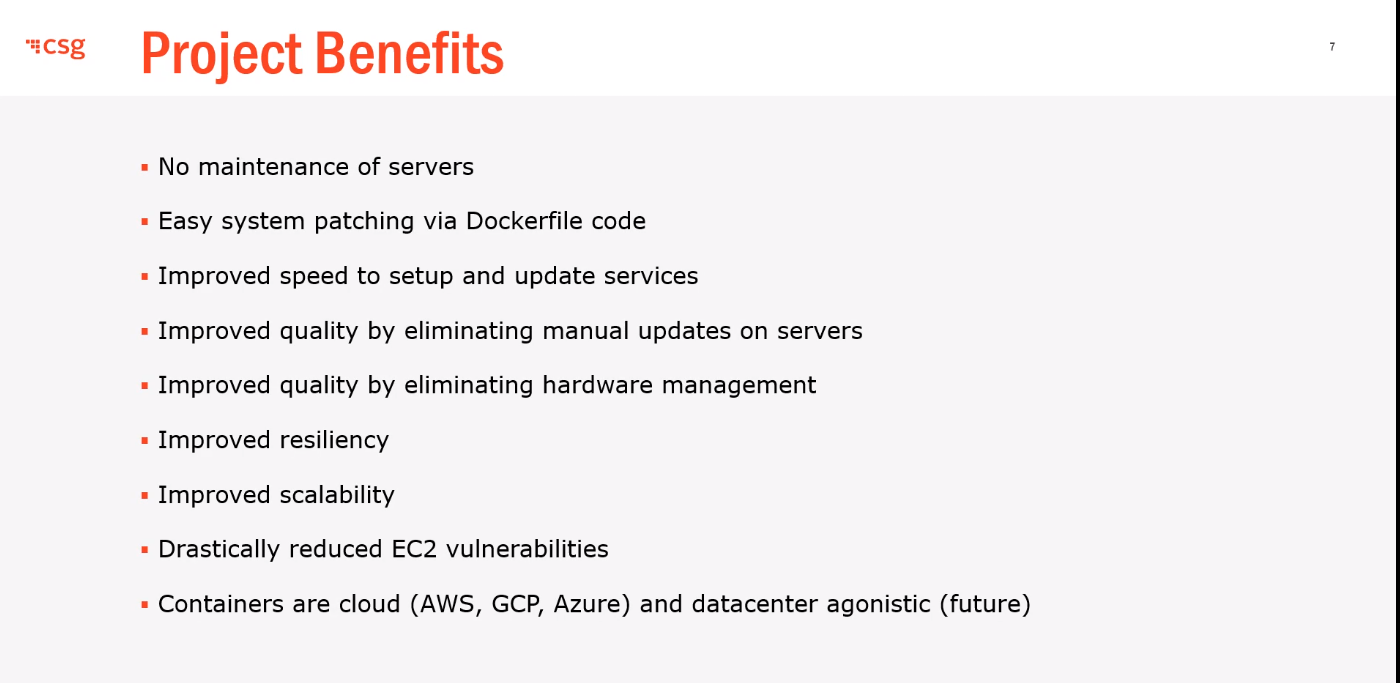 csg
Project Benefits
7
No maintenance of servers
Easy system patching via Dockerfile code
Improved speed to setup and update services
Improved quality by eliminating manual updates on servers
Improved quality by eliminating hardware management
Improved resiliency
Improved scalability
Drastically reduced EC2 vulnerabilities
Containers are cloud (AWS, GCP, Azure) and datacenter agonistic (future)